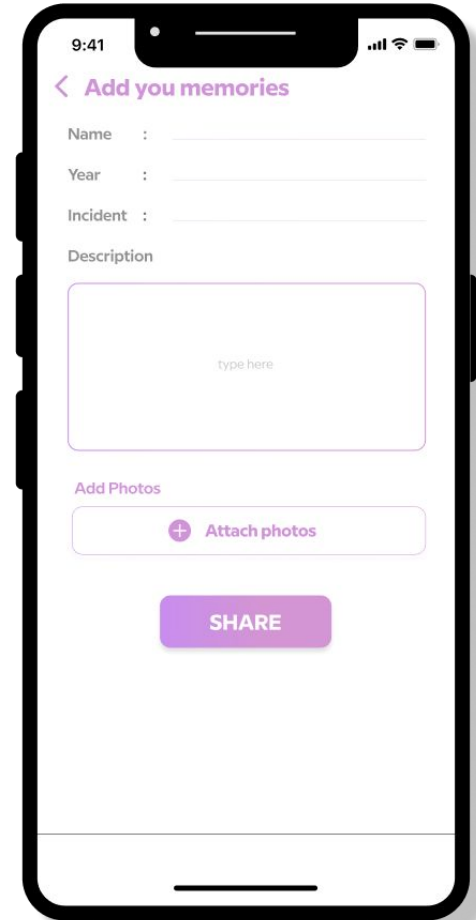 9:41
Add you memories
Name :
Year :
Incident :
Description
type here
Add Photos
Attach photos
SHARE